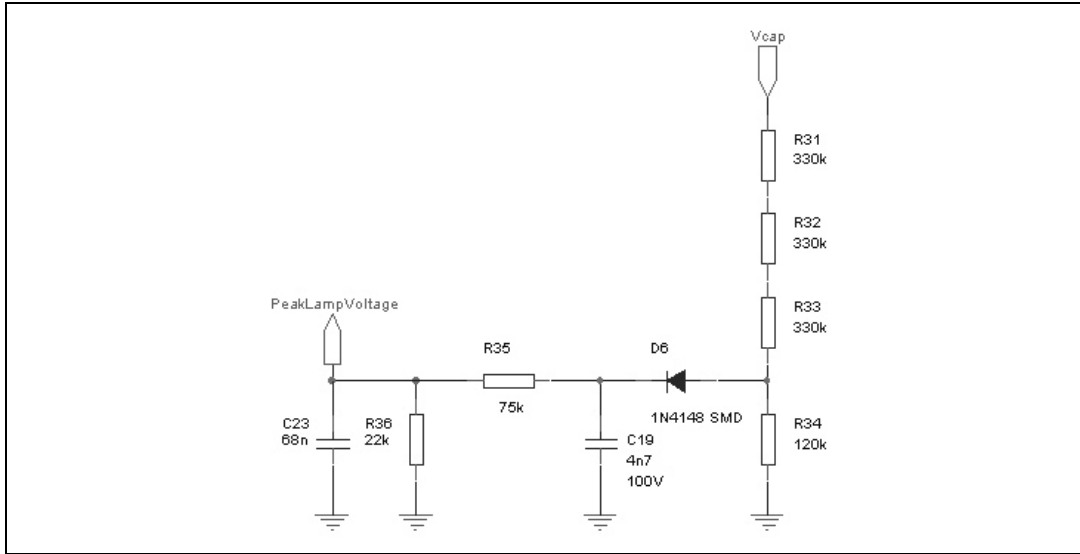 Vcap
R31
330k
R32
330k
R33
330k
PeakLampVoltage
R35
75k
D6
1N4148 SMD
C23
68n
R36
22k
C19
4n7
100V
R34
120k